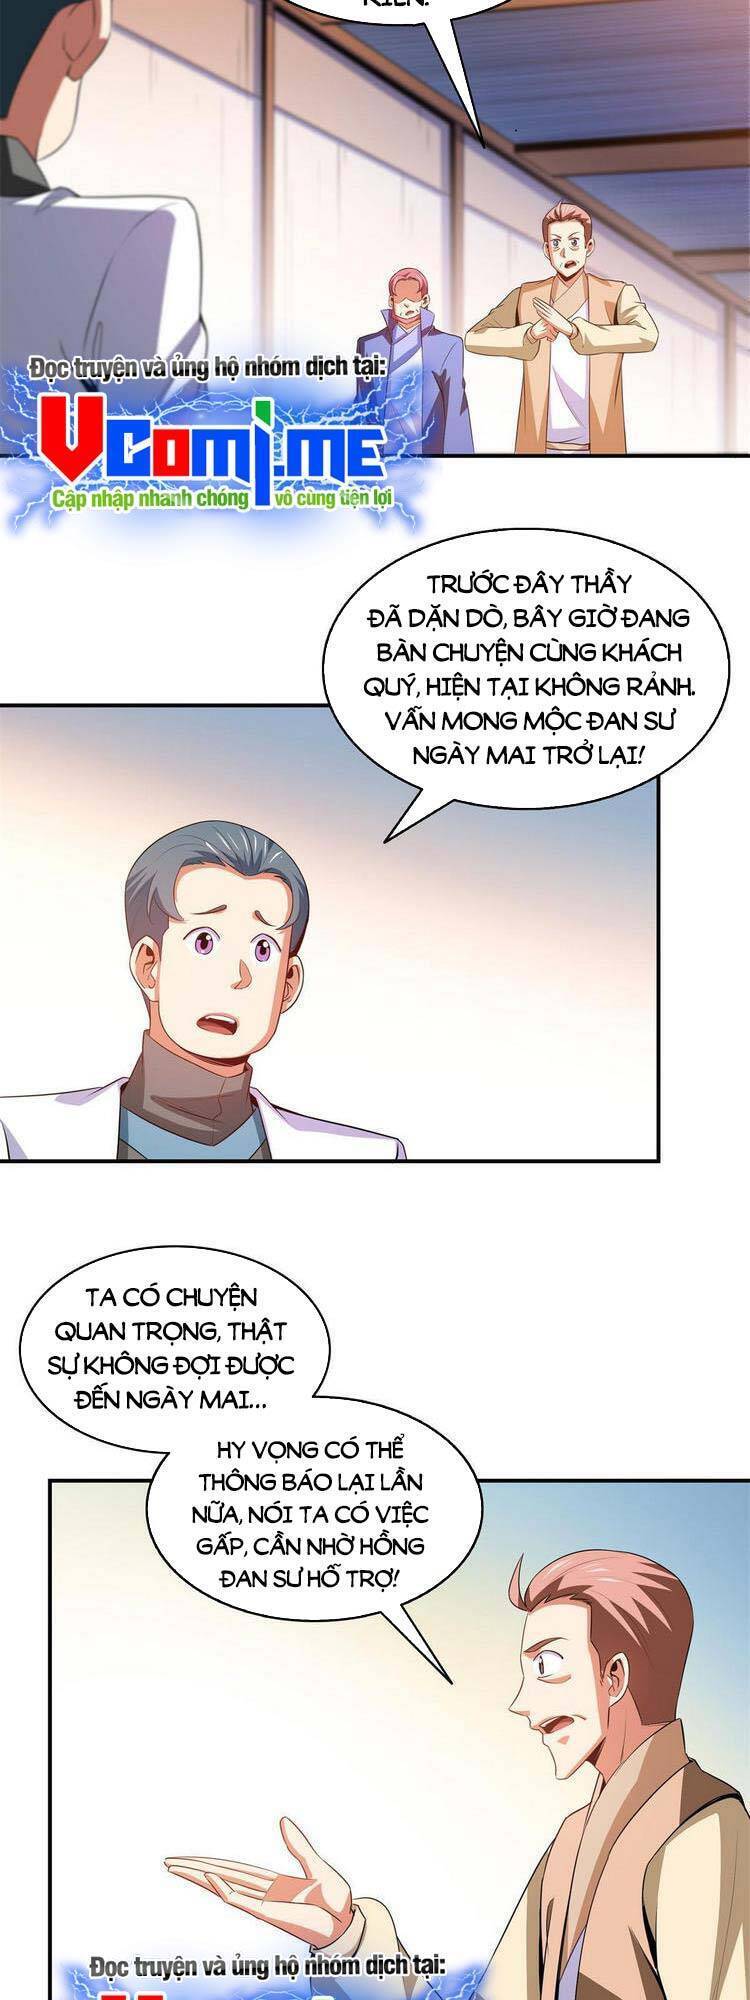 KIẾN.
Đọc truyện và ủng hộ nhóm dịch tại:
VComi.me
Cập nhập nhanh chóng vô cùng tiện lợi
TRƯỚC ĐÂY THẦY
ĐÃ DẶN DÒ, BÂY GIỜ ĐANG
BÀN CHUYỆN CÙNG KHÁCH
QUÝ, HIỆN TẠI KHÔNG RẢNH.
VẪN MONG MỘC ĐAN SƯ
NGÀY MAI TRỞ LẠI!
TA CÓ CHUYỆN
QUAN TRỌNG, THẬT
SỰ KHÔNG ĐỢI ĐƯỢC
ĐẾN NGÀY MAI...
HY VỌNG CÓ THỂ
THÔNG BÁO LẠI LẦN
NỮA, NÓI TA CÓ VIỆC
GẤP, CẦN NHỜ HỒNG
ĐAN SƯ HỖ TRỢ!
Đọc truyện và ủng hộ nhóm dịch tại: